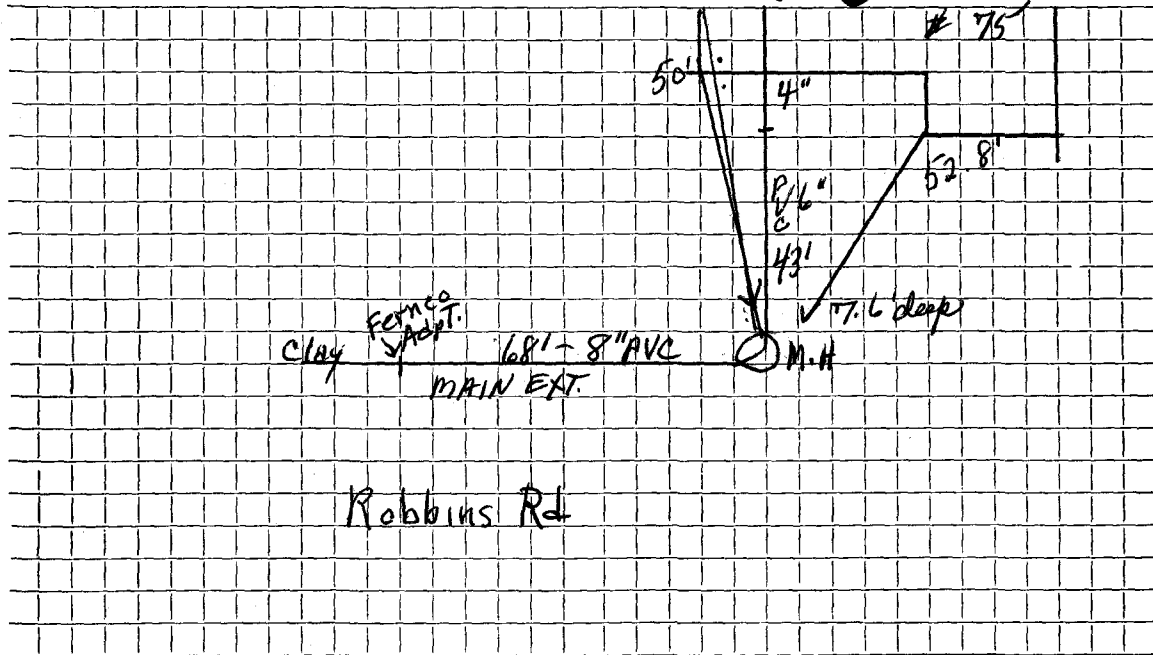 # 75
50'
4"
52.8'
PVC 6"
43'
7.6' deep
Fernco
Adpt.
Clay
68' - 8" PVC
M.H
MAIN EXT.
Robbins Rd